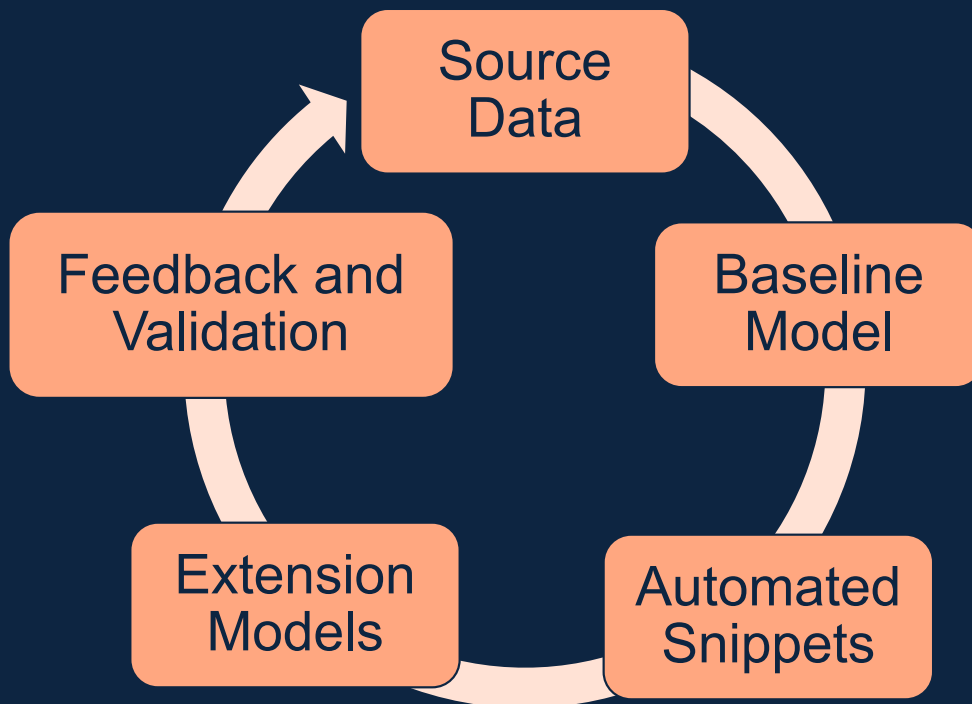 Source
Data
Baseline
Model
Automated
Snippets
Extension
Models
Feedback and
Validation